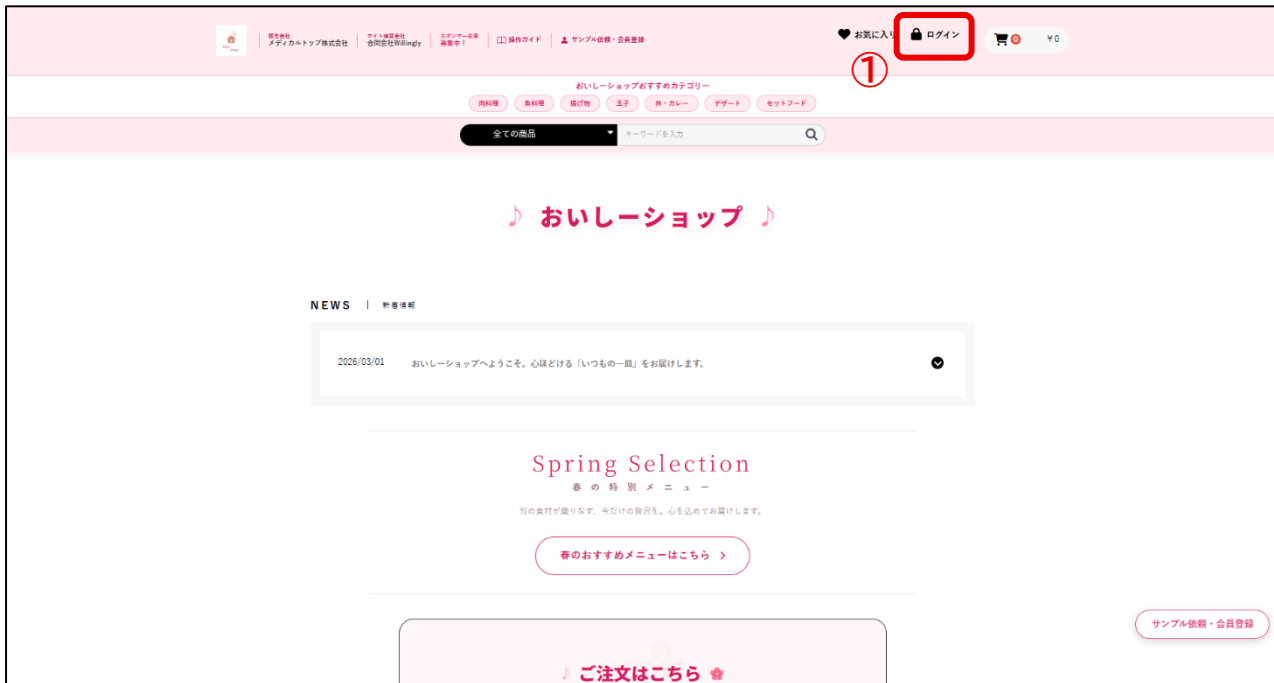 販売会社
メディカルトップ株式会社
サイト運営会社
合同会社Willingly
スポンサー企業
募集中！
操作ガイド
サンプル依頼・会員登録
お気に入り
ログイン
0
￥0
①
おいしーショップおすすめカテゴリー
肉料理 魚料理 揚げ物 玉子 丼・カレー デザート セットフード
全ての商品
キーワードを入力
♪ おいしーショップ ♪
NEWS | 新着情報
2026/03/01 おいしーショップへようこそ。心ほどける「いつもの一皿」をお届けします。
Spring Selection
春の特別メニュー
旬の食材が織りなす、今だけの贅沢を。心を込めてお届けします。
春のおすすめメニューはこちら
サンプル依頼・会員登録
♪ ご注文はこちら